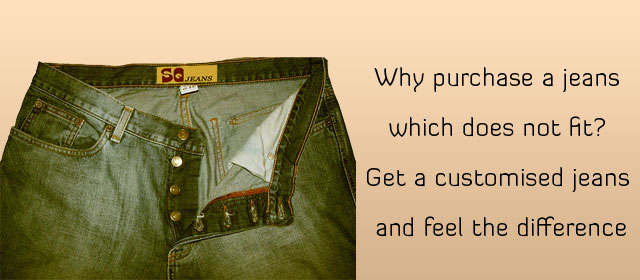 SQ JEANS
Why purchase a jeans
which does not fit?
Get a customised jeans
and feel the difference